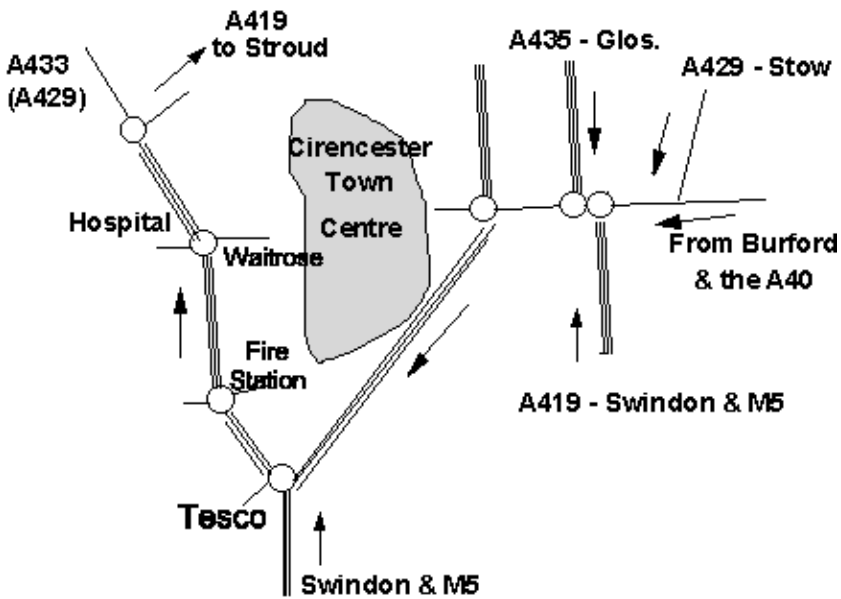 A419
to Stroud
A433
(A429)
A435 - Glos.
A429 - Stow
Cirencester
Town
Centre
Hospital
Waitrose
From Burford
& the A40
Fire
Station
A419 - Swindon & M5
Tesco
Swindon & M5